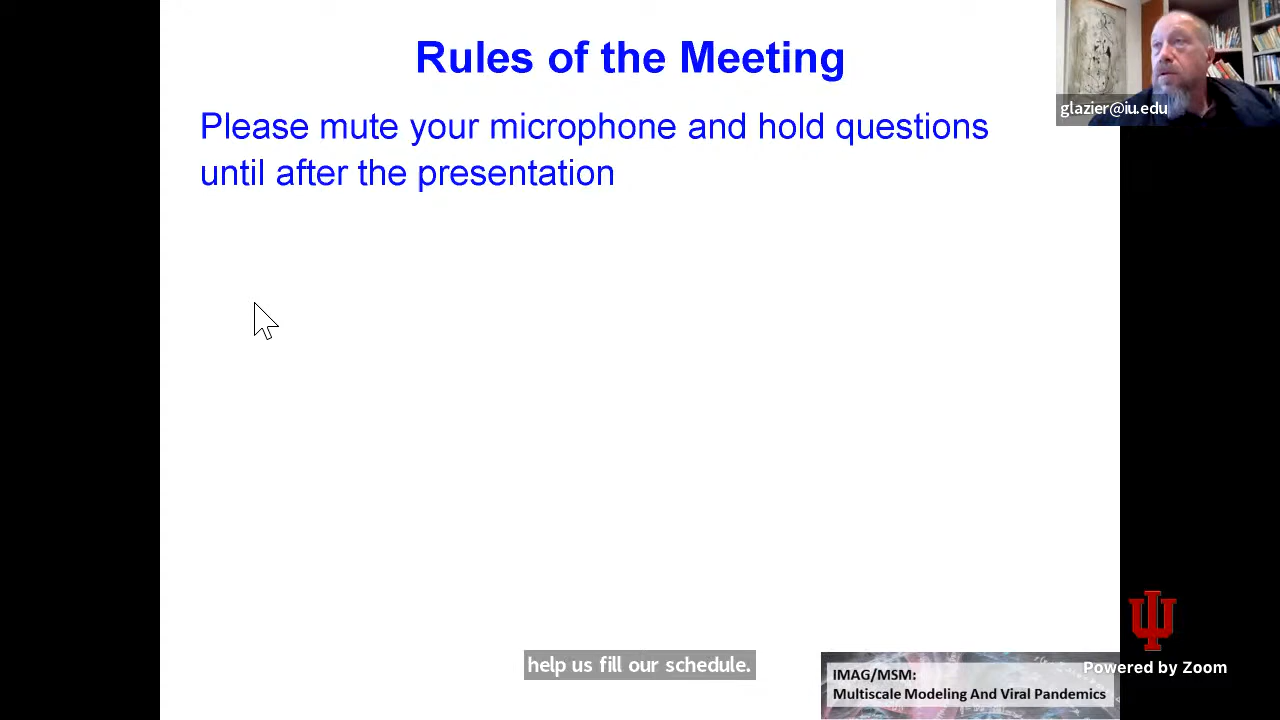 Rules of the Meeting
glazier@iu.edu
Please mute your microphone and hold questions
until after the presentation
help us fill our schedule.
Powered by Zoom
IMAG/MSM:
Multiscale Modeling And Viral Pandemics